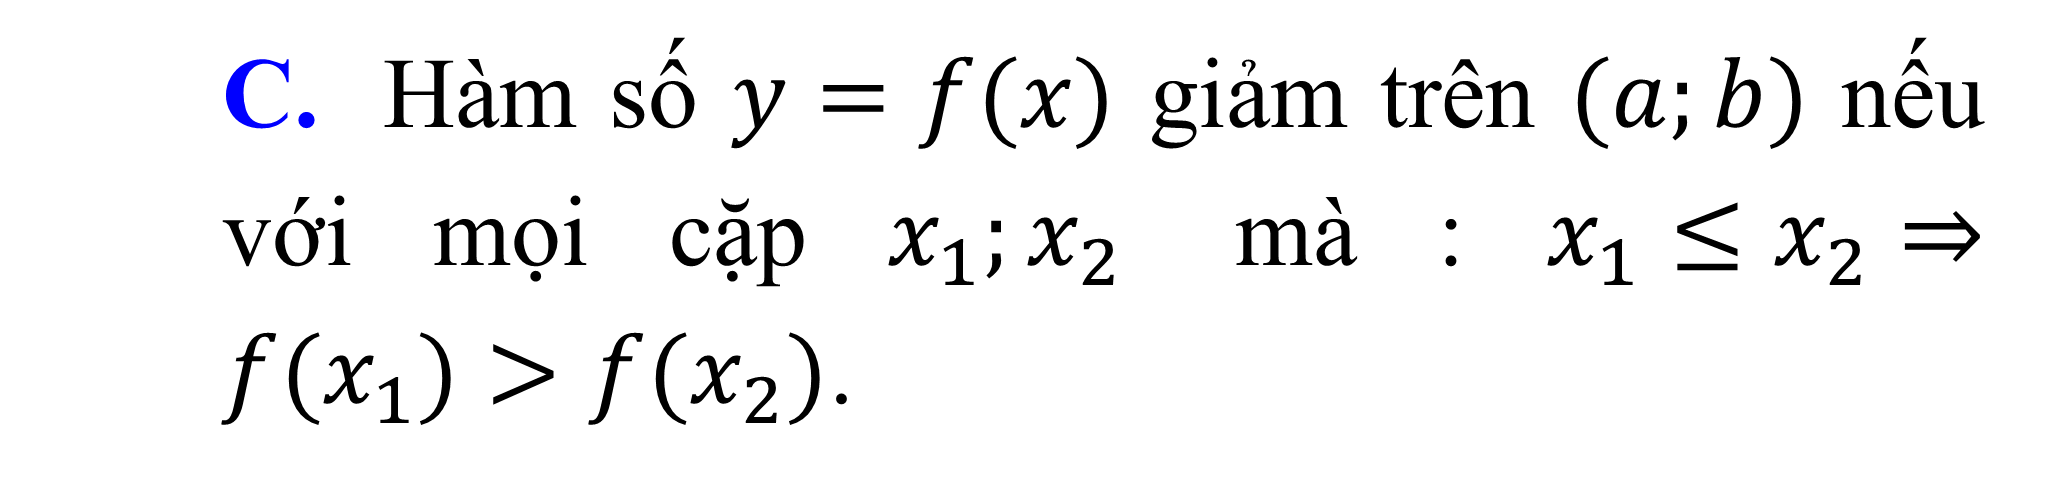 C. Hàm số y = f(x) giảm trên (a; b) nếu
với mọi cặp x₁; x₂ mà : x₁ ≤ x₂ ⇒
f(x₁) > f(x₂).